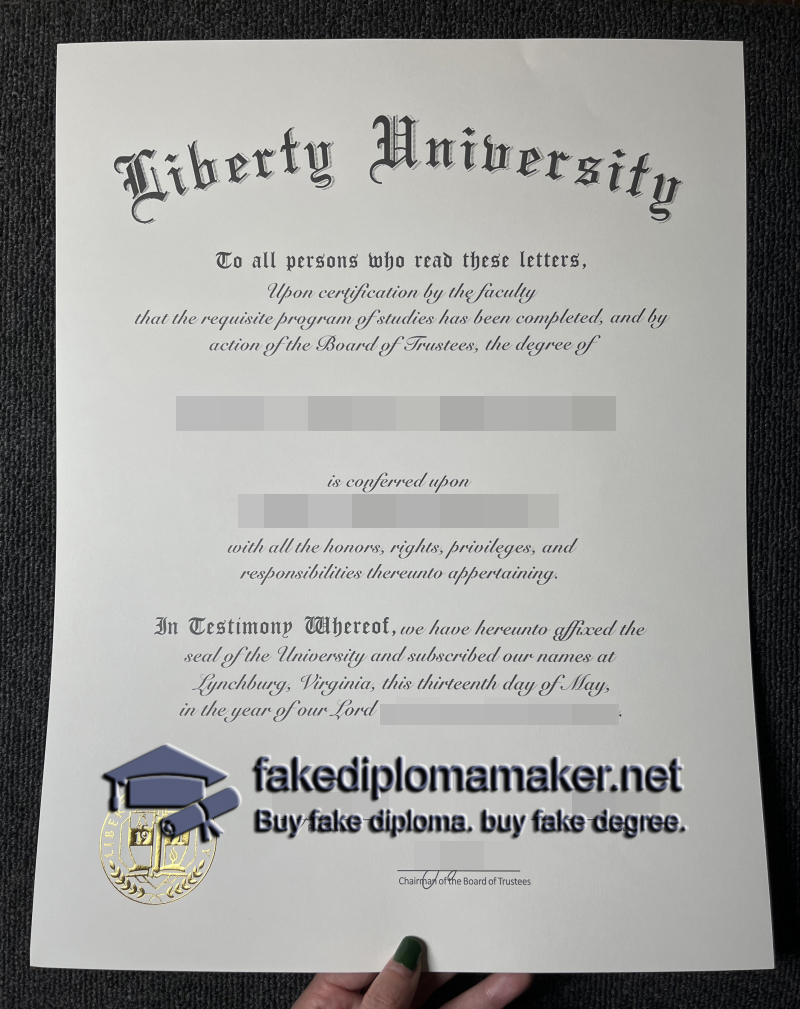 Liberty University
To all persons who read these letters,
Upon certification by the faculty
that the requisite program of studies has been completed, and by
action of the Board of Trustees, the degree of
is conferred upon
with all the honors, rights, privileges, and
responsibilities thereunto appertaining.
In Testimony Whereof, we have hereunto affixed the
seal of the University and subscribed our names at
Lynchburg, Virginia, this thirteenth day of May,
in the year of our Lord
.
fakediplomamaker.net
Buy fake diploma. buy fake degree.
LIBE
19
Chairman of the Board of Trustees